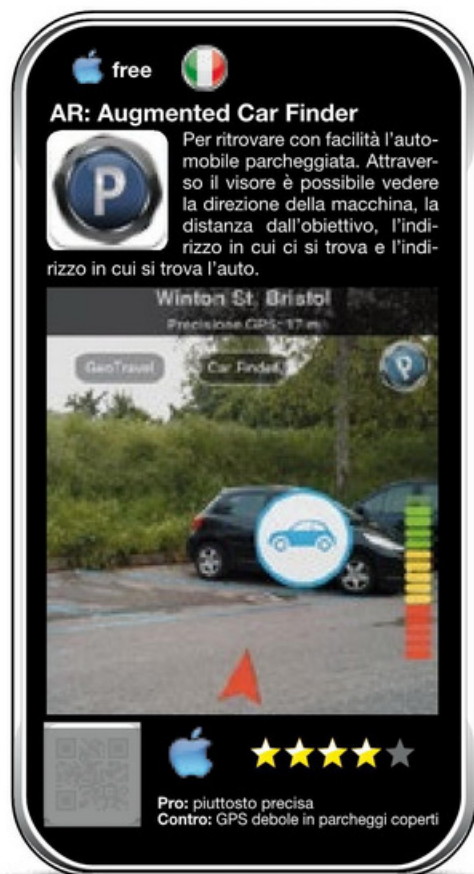 free
AR: Augmented Car Finder
P
Per ritrovare con facilità l'auto-
mobile parcheggiata. Attraver-
so il visore è possibile vedere
la direzione della macchina, la
distanza dall'obiettivo, l'indi-
rizzo in cui ci si trova e l'indi-
rizzo in cui si trova l'auto.
Winton St, Bristol
Precisione GPS: 17 m
GeoTravel
Car Finder
P
Pro: piuttosto precisa
Contro: GPS debole in parcheggi coperti